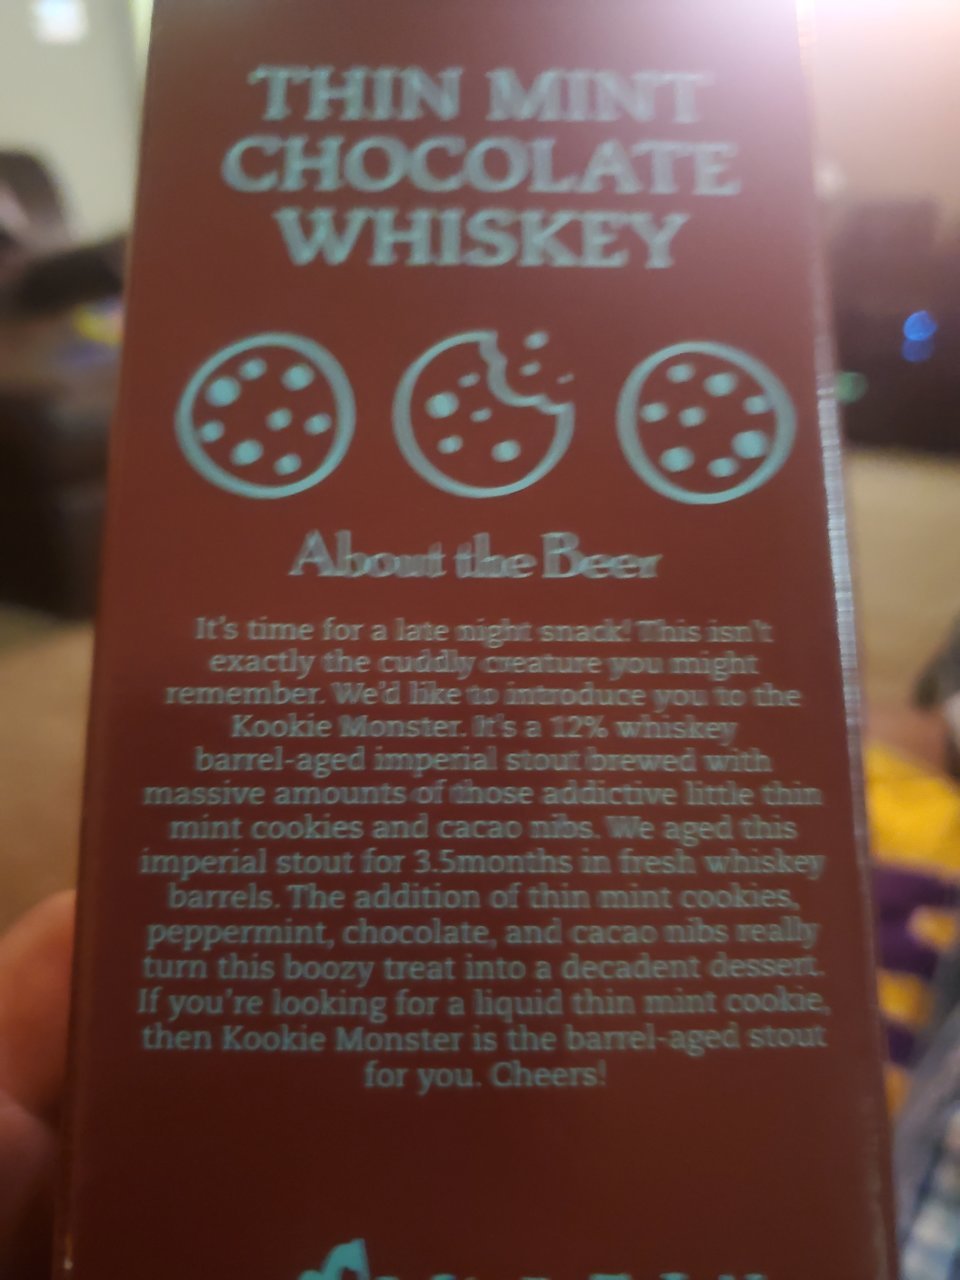 THIN MINT
CHOCOLATE
WHISKEY
About the Beer
It's time for a late night snack! This isn't
exactly the cuddly creature you might
remember. We'd like to introduce you to the
Kookie Monster. It's a 12% whiskey
barrel-aged imperial stout brewed with
massive amounts of those addictive little thin
mint cookies and cacao nibs. We aged this
imperial stout for 3.5months in fresh whiskey
barrels. The addition of thin mint cookies,
peppermint, chocolate, and cacao nibs really
turn this boozy treat into a decadent dessert.
If you're looking for a liquid thin mint cookie,
then Kookie Monster is the barrel-aged stout
for you. Cheers!